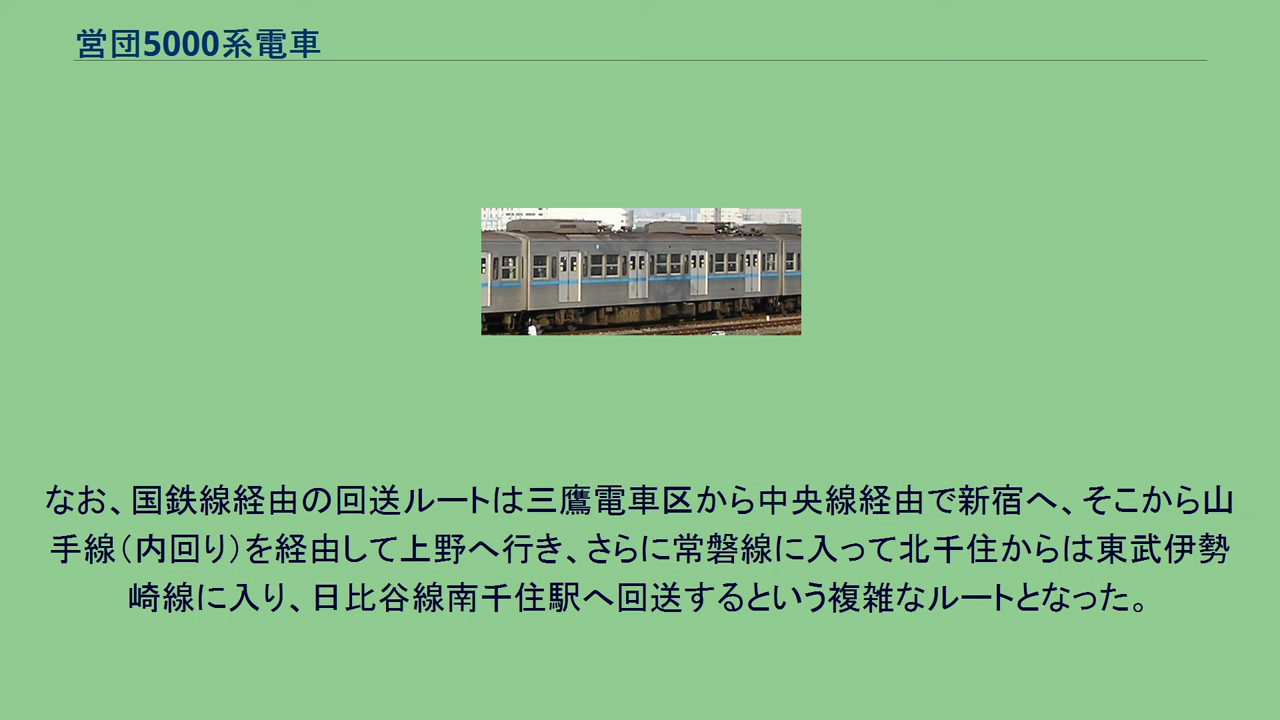 営団5000系電車
なお、国鉄線経由の回送ルートは三鷹電車区から中央線経由で新宿へ、そこから山
手線（内回り）を経由して上野へ行き、さらに常磐線に入って北千住からは東武伊勢
崎線に入り、日比谷線南千住駅へ回送するという複雑なルートとなった。